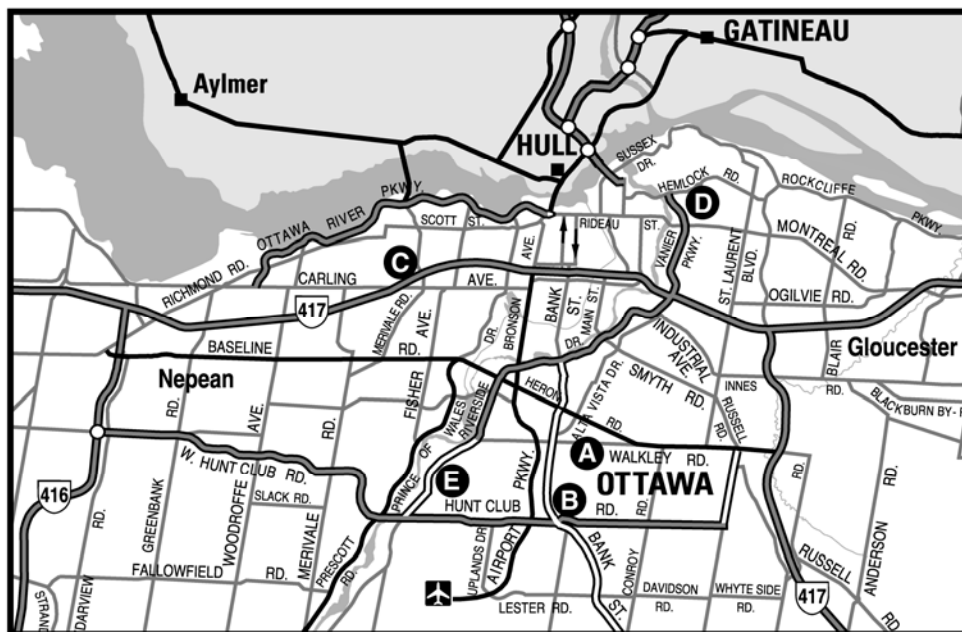 GATINEAU
Aylmer
HULL
SUSSEX
DR.
HEMLOCK RD.
ROCKCLIFFE
PKWY.
D
OTTAWA RIVER PKWY.
SCOTT ST.
RIDEAU ST.
VANIER
PKWY.
MONTREAL RD.
RD.
ST. LAURENT
BLVD.
RICHMOND RD.
C
CARLING AVE.
AVE.
BRONSON
BANK
ST.
MAIN ST.
OGILVIE RD.
417
MERIVALE RD.
AVE.
FISHER
DR.
DR.
INDUSTRIAL
AVE.
BLAIR
Gloucester
BASELINE RD.
Nepean
HERON
RD.
ALTA VISTA DR.
SMYTH RD.
INNES RD.
RUSSELL
RD.
BLACKBURN BY-P
PRINCE OF WALES
RIVERSIDE
A
WALKLEY RD.
OTTAWA
W. HUNT CLUB RD.
E
HUNT CLUB RD.
B
RD.
PKWY.
AIRPORT
416
RD.
GREENBANK
RD.
WOODROFFE
AVE.
SLACK RD.
MERIVALE
RD.
PRESCOTT
RD.
UPLANDS DR.
BANK
ST.
CONROY
RD.
ANDERSON
RD.
RUSSELL
RD.
FALLOWFIELD RD.
LESTER RD.
DAVIDSON
RD.
WHYTE SIDE
RD.
417
STRAND
EDARVIEW